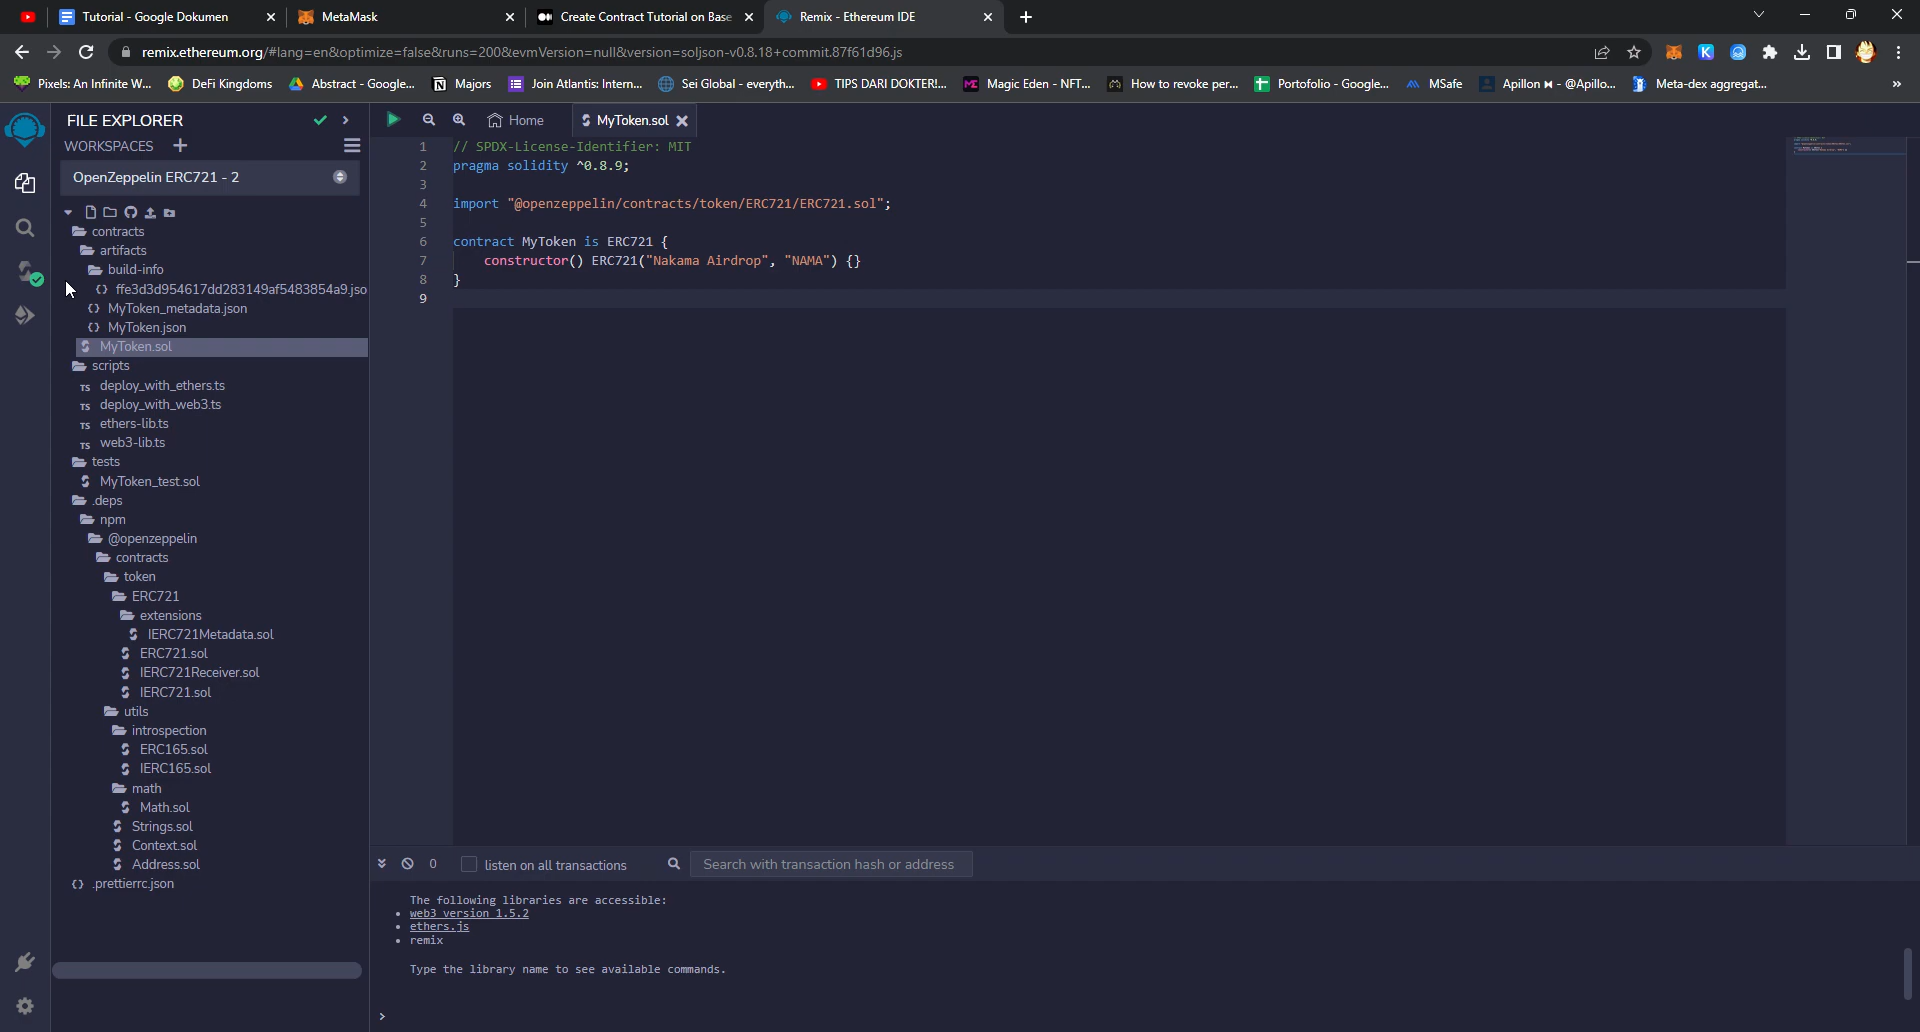 Tutorial - Google Dokumen
MetaMask
Create Contract Tutorial on Base
Remix - Ethereum IDE
remix.ethereum.org/#lang=en&optimize=false&runs=200&evmVersion=null&version=soljson-v0.8.18+commit.87f61d96.js
Pixels: An Infinite W...
DeFi Kingdoms
Abstract - Google...
Majors
Join Atlantis: Intern...
Sei Global - everyth...
TIPS DARI DOKTER!...
Magic Eden - NFT...
How to revoke per...
Portofolio - Google...
MSafe
Apillon ⧓ - @Apillo...
Meta-dex aggregat...
FILE EXPLORER
WORKSPACES
OpenZeppelin ERC721 - 2
contracts
artifacts
build-info
ffe3d3d954617dd283149af5483854a9.jso
MyToken_metadata.json
MyToken.json
MyToken.sol
scripts
TS deploy_with_ethers.ts
TS deploy_with_web3.ts
TS ethers-lib.ts
TS web3-lib.ts
tests
MyToken_test.sol
.deps
npm
@openzeppelin
contracts
token
ERC721
extensions
IERC721Metadata.sol
ERC721.sol
IERC721Receiver.sol
IERC721.sol
utils
introspection
ERC165.sol
IERC165.sol
math
Math.sol
Strings.sol
Context.sol
Address.sol
{} .prettierrc.json
Home
MyToken.sol
1 // SPDX-License-Identifier: MIT
2 pragma solidity ^0.8.9;
3
4 import "@openzeppelin/contracts/token/ERC721/ERC721.sol";
5
6 contract MyToken is ERC721 {
7 constructor() ERC721("Nakama Airdrop", "NAMA") {}
8 }
9
0
listen on all transactions
Search with transaction hash or address
The following libraries are accessible:
• web3 version 1.5.2
• ethers.js
• remix
Type the library name to see available commands.
>